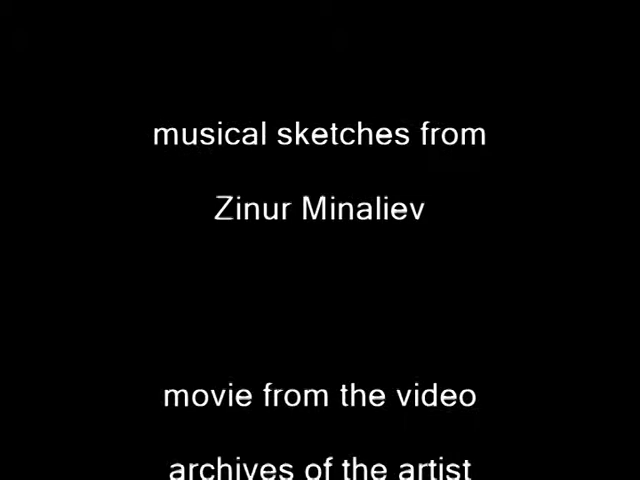 musical sketches from
Zinur Minaliev
movie from the video
archives of the artist